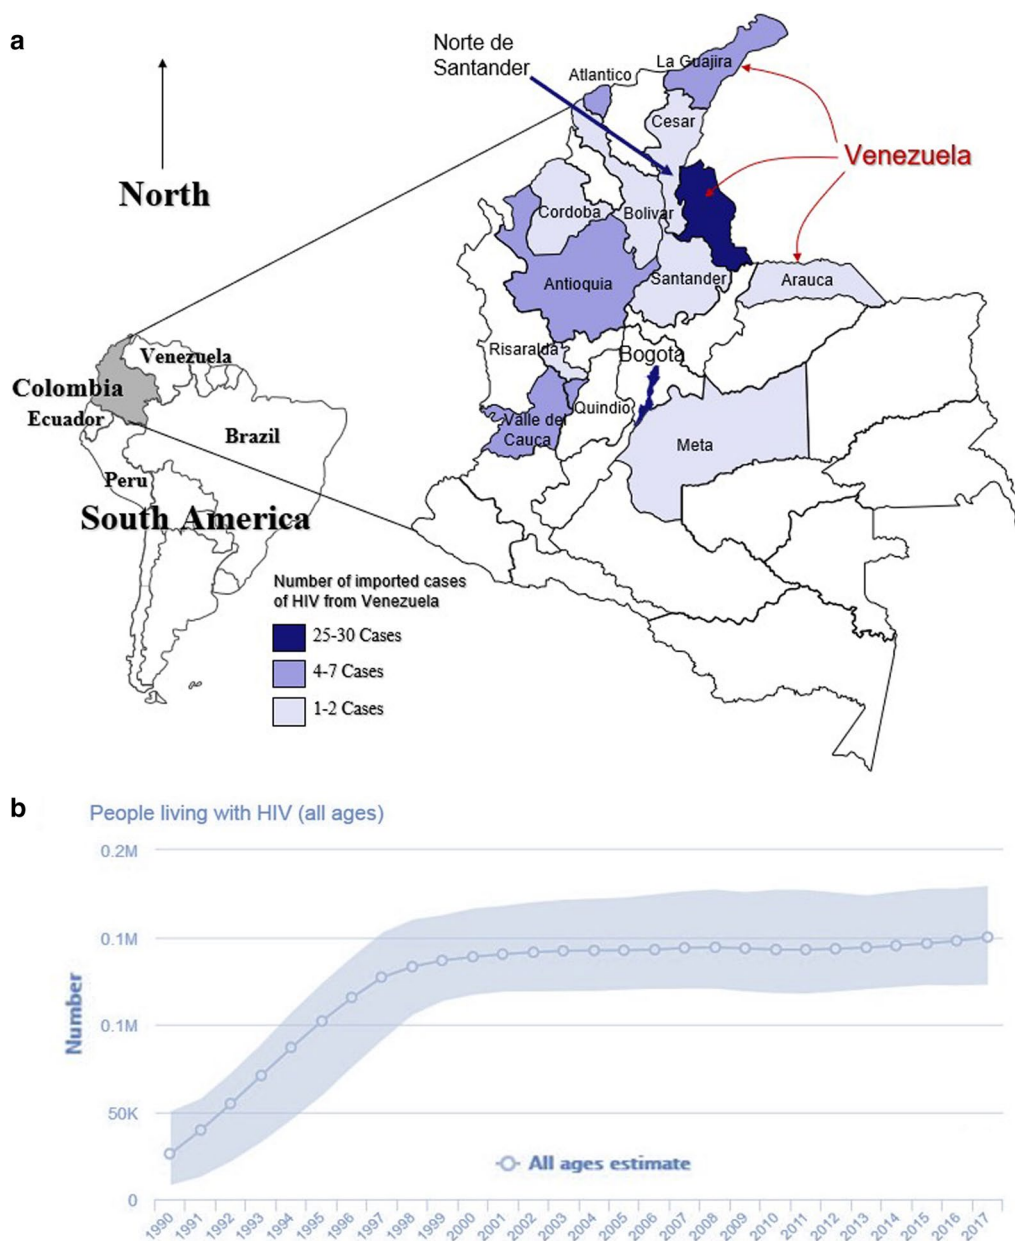 a
North
Norte de
Santander
Atlantico
La Guajira
Cesar
Venezuela
Cordoba
Bolivar
Antioquia
Santander
Arauca
Risaralda
Bogota
Quindio
Valle del
Cauca
Meta
Venezuela
Colombia
Ecuador
Brazil
Peru
South America
Number of imported cases
of HIV from Venezuela
25-30 Cases
4-7 Cases
1-2 Cases
b
People living with HIV (all ages)
0.2M
0.1M
0.1M
50K
0
Number
All ages estimate
1990 1991 1992 1993 1994 1995 1996 1997 1998 1999 2000 2001 2002 2003 2004 2005 2006 2007 2008 2009 2010 2011 2012 2013 2014 2015 2016 2017